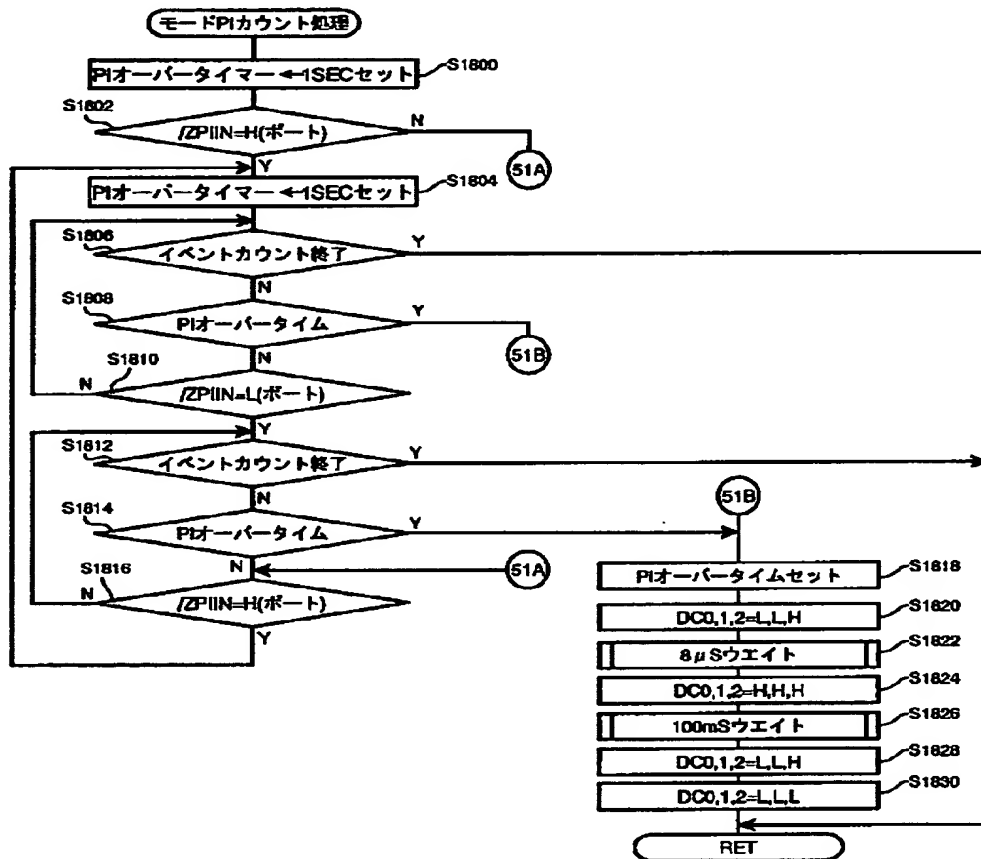 モードPIカウント処理
PIオーバータイマー←1SECセット
S1800
S1802
/ZPIIN=H(ポート)
N
51A
Y
PIオーバータイマー←1SECセット
S1804
S1806
イベントカウント終了
Y
N
S1808
PIオーバータイム
Y
51B
N
S1810
N
/ZPIIN=L(ポート)
Y
S1812
イベントカウント終了
Y
N
S1814
PIオーバータイム
Y
51B
N
51A
S1816
N
/ZPIIN=H(ポート)
Y
PIオーバータイムセット
S1818
DC0,1,2=L,L,H
S1820
8μSウエイト
S1822
DC0,1,2=H,H,H
S1824
100mSウエイト
S1826
DC0,1,2=L,L,H
S1828
DC0,1,2=L,L,L
S1830
RET